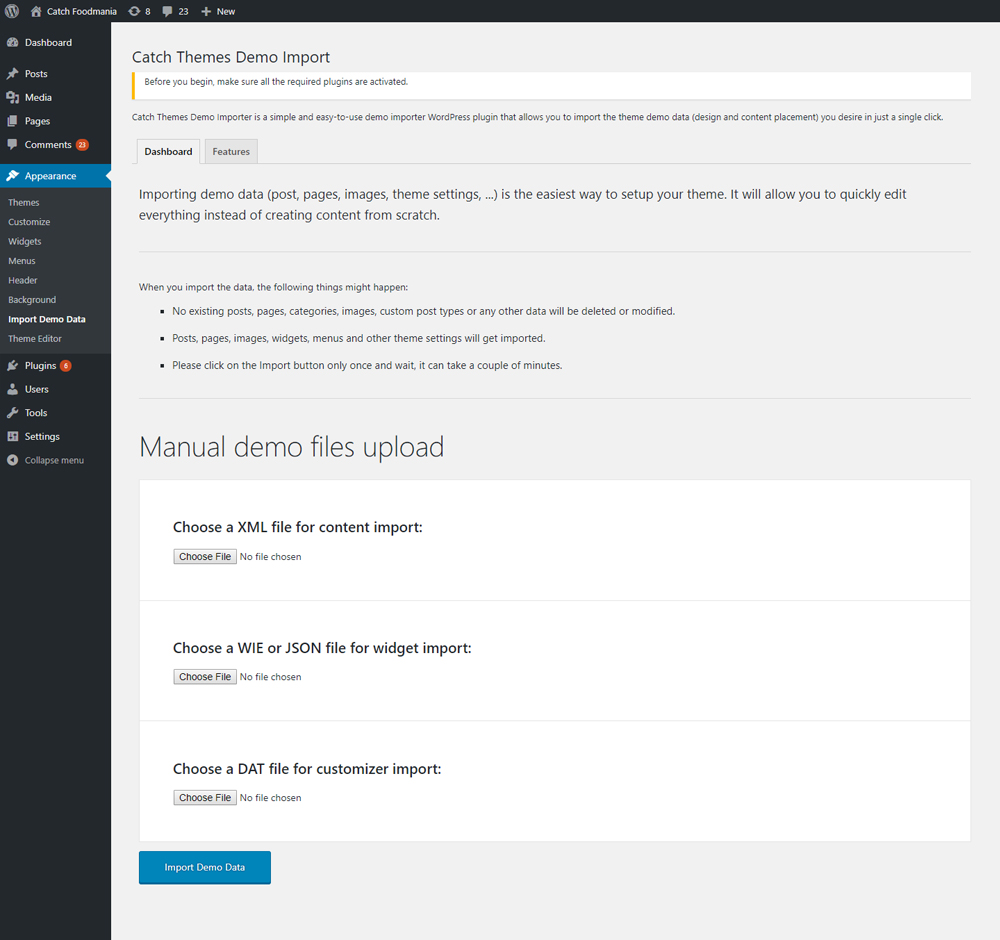 Catch Foodmania 8 23 New
Dashboard
Posts
Media
Pages
Comments 23
Appearance
Themes
Customize
Widgets
Menus
Header
Background
Import Demo Data
Theme Editor
Plugins 6
Users
Tools
Settings
Collapse menu
Catch Themes Demo Import
Before you begin, make sure all the required plugins are activated.
Catch Themes Demo Importer is a simple and easy-to-use demo importer WordPress plugin that allows you to import the theme demo data (design and content placement) you desire in just a single click.
Dashboard Features
Importing demo data (post, pages, images, theme settings, ...) is the easiest way to setup your theme. It will allow you to quickly edit
everything instead of creating content from scratch.
When you import the data, the following things might happen:
No existing posts, pages, categories, images, custom post types or any other data will be deleted or modified.
Posts, pages, images, widgets, menus and other theme settings will get imported.
Please click on the Import button only once and wait, it can take a couple of minutes.
Manual demo files upload
Choose a XML file for content import:
Choose File No file chosen
Choose a WIE or JSON file for widget import:
Choose File No file chosen
Choose a DAT file for customizer import:
Choose File No file chosen
Import Demo Data